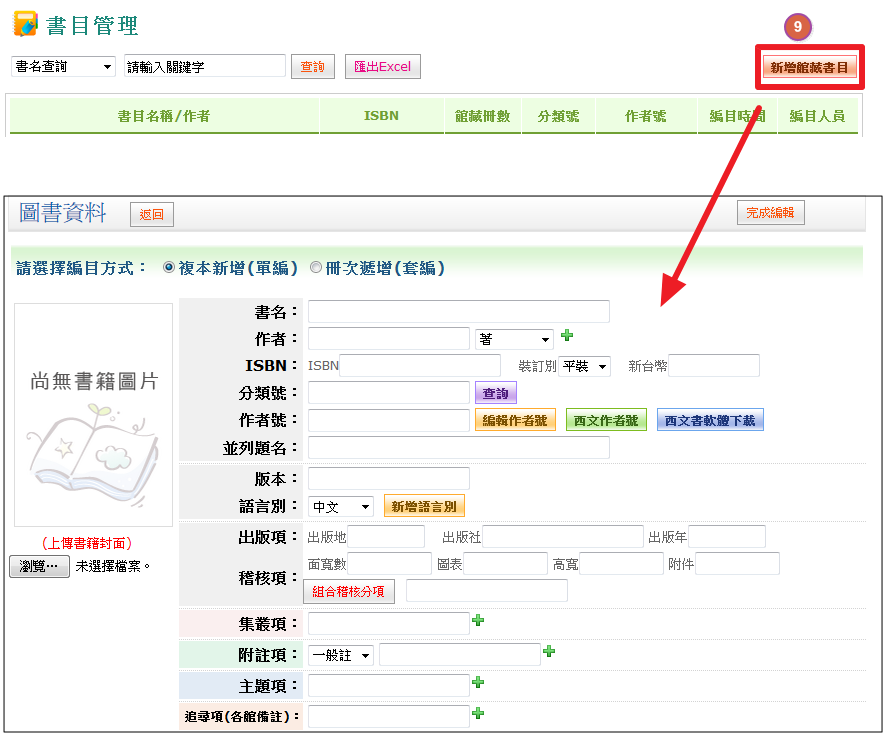 書目管理
9
書名查詢 請輸入關鍵字 查詢 匯出Excel 新增館藏書目
書目名稱/作者 ISBN 館藏冊數 分類號 作者號 編目時間 編目人員
圖書資料 返回 完成編輯
請選擇編目方式： 複本新增(單編) 冊次遞增(套編)
書名：
作者： 著
ISBN： ISBN 裝訂別 平裝 新台幣
尚無書籍圖片
分類號： 查詢
作者號： 編輯作者號 西文作者號 西文書軟體下載
並列題名：
版本：
語言別： 中文 新增語言別
出版項： 出版地 出版社 出版年
(上傳書籍封面)
瀏覽… 未選擇檔案。
稽核項： 面寬數 圖表 高寬 附件
組合稽核分項
集叢項：
附註項： 一般註
主題項：
追尋項(各館備註)：